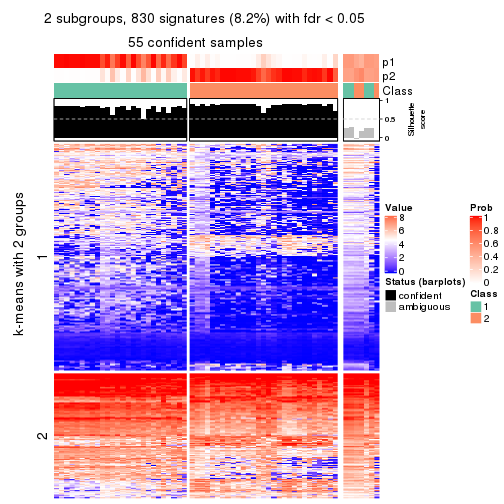 2 subgroups, 830 signatures (8.2%) with fdr < 0.05
55 confident samples
p1
p2
Class
1
0.5
0
Silhouette
score
k-means with 2 groups
1
2
Value
8
6
4
2
0
Status (barplots)
confident
ambiguous
Prob
1
0.8
0.6
0.4
0.2
0
Class
1
2